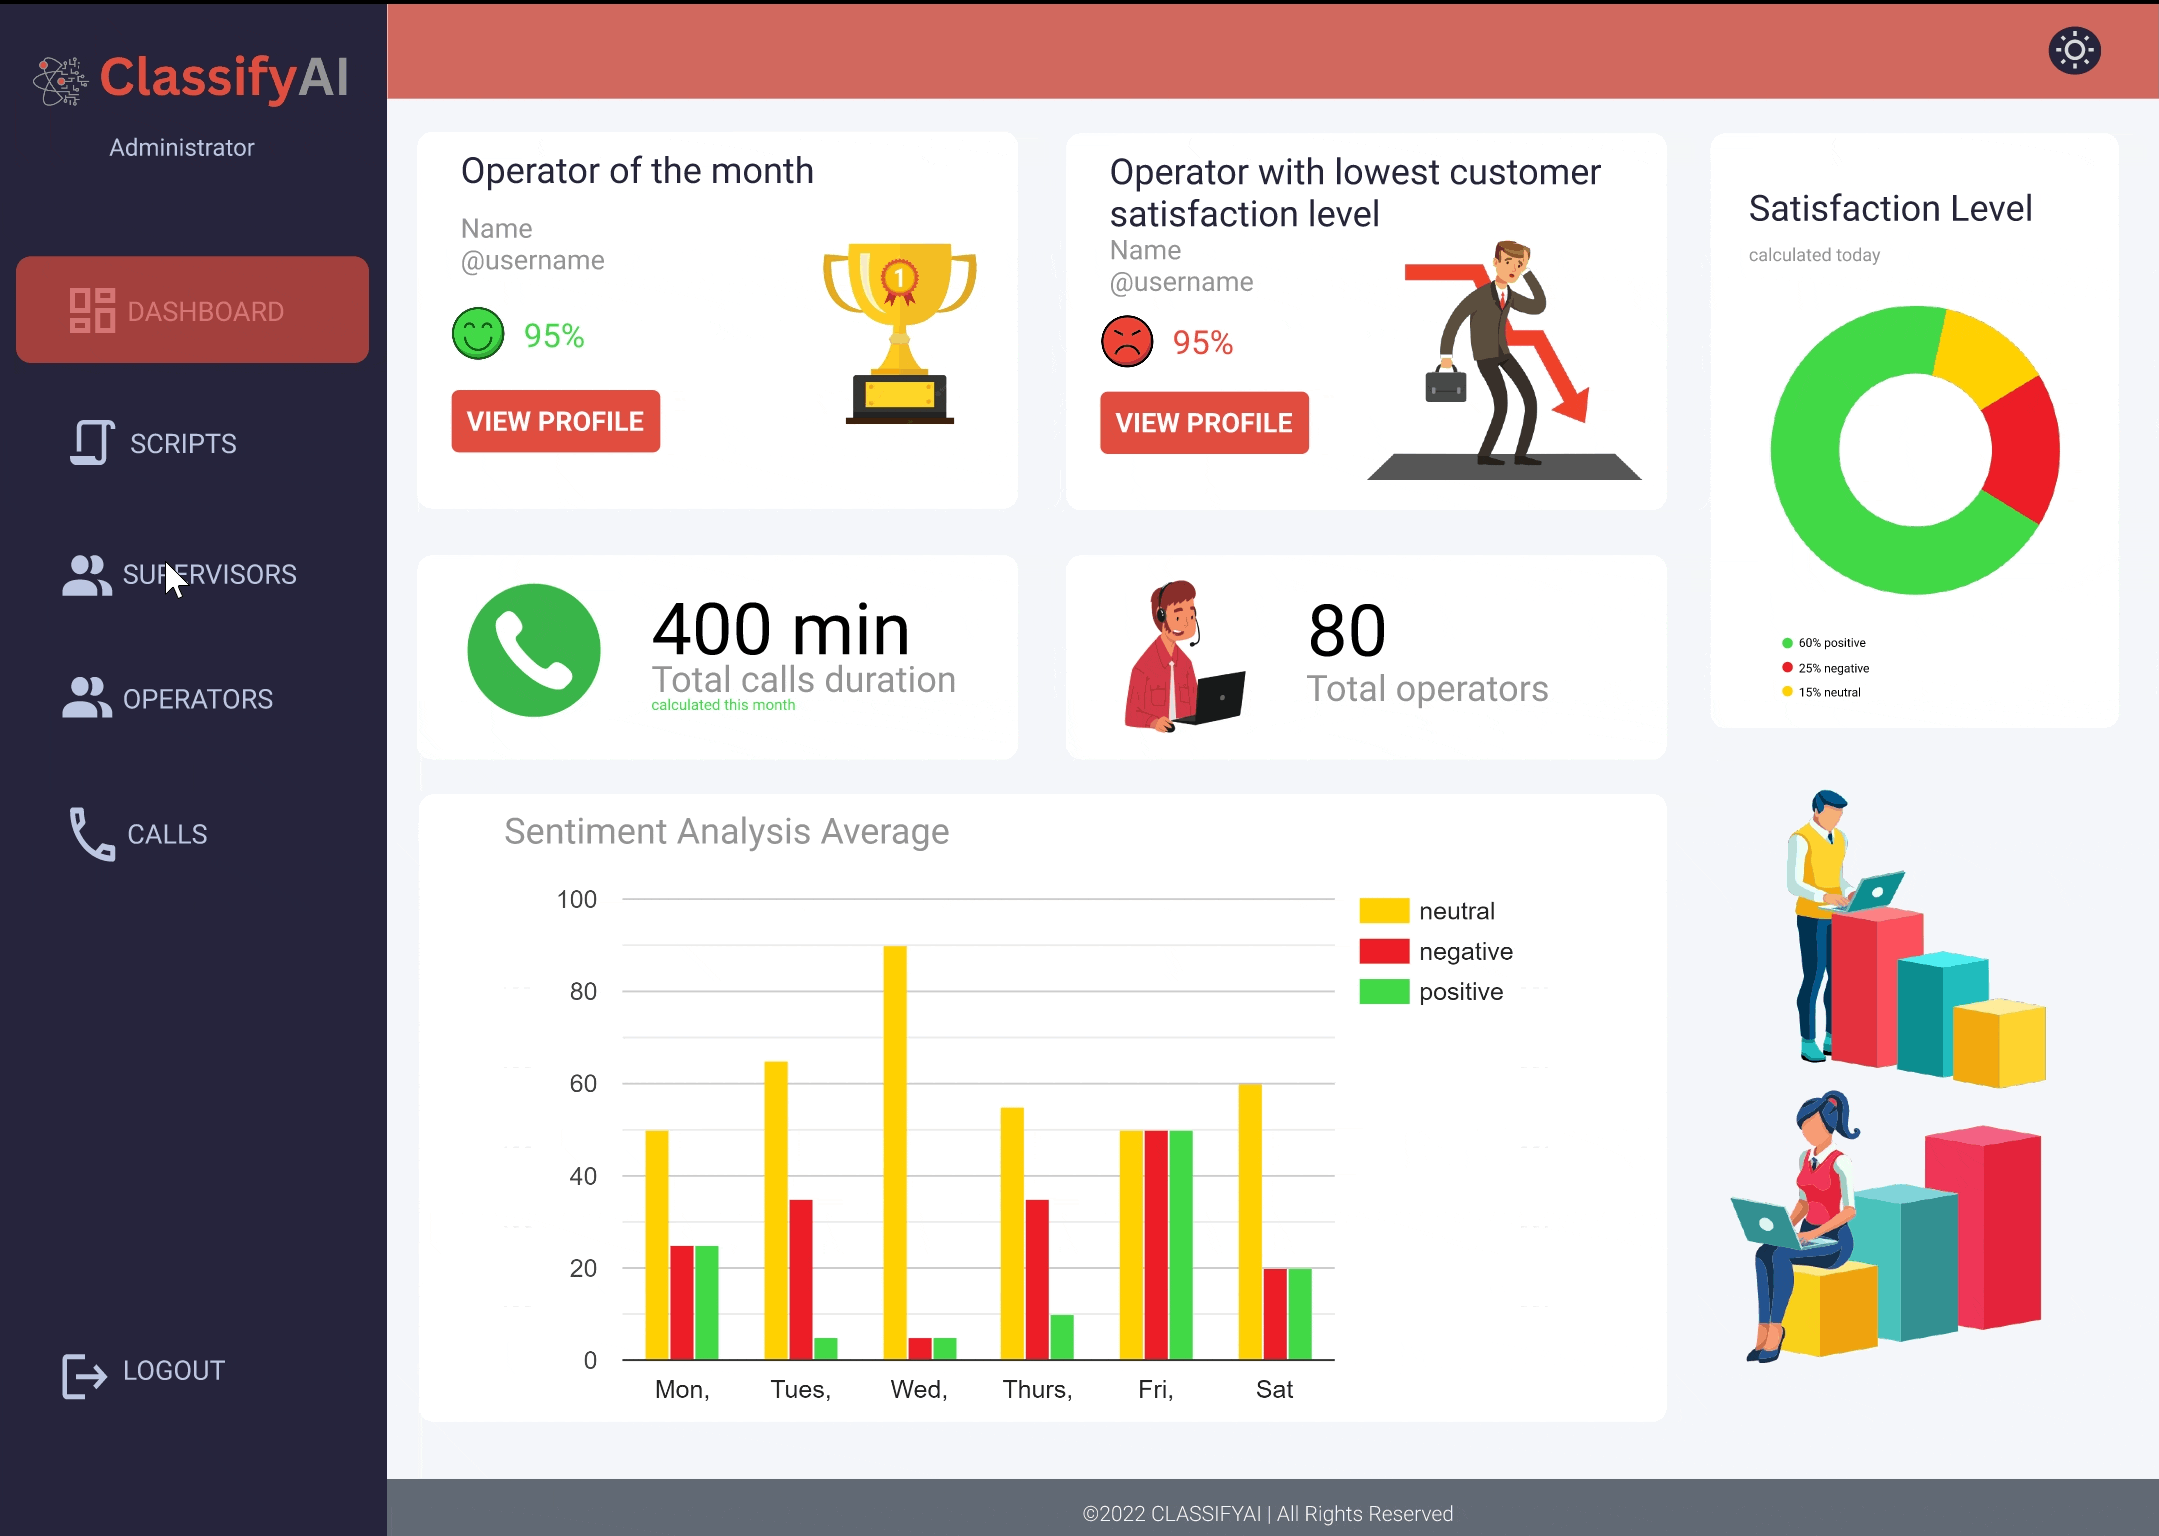 ClassifyAI
Administrator
DASHBOARD
SCRIPTS
SUPERVISORS
OPERATORS
CALLS
LOGOUT
Operator of the month
Name
@username
95%
VIEW PROFILE
1
Operator with lowest customer
satisfaction level
Name
@username
95%
VIEW PROFILE
Satisfaction Level
calculated today
60% positive
25% negative
15% neutral
400 min
Total calls duration
calculated this month
80
Total operators
Sentiment Analysis Average
100
80
60
40
20
0
Mon,
Tues,
Wed,
Thurs,
Fri,
Sat
neutral
negative
positive
©2022 CLASSIFYAI | All Rights Reserved